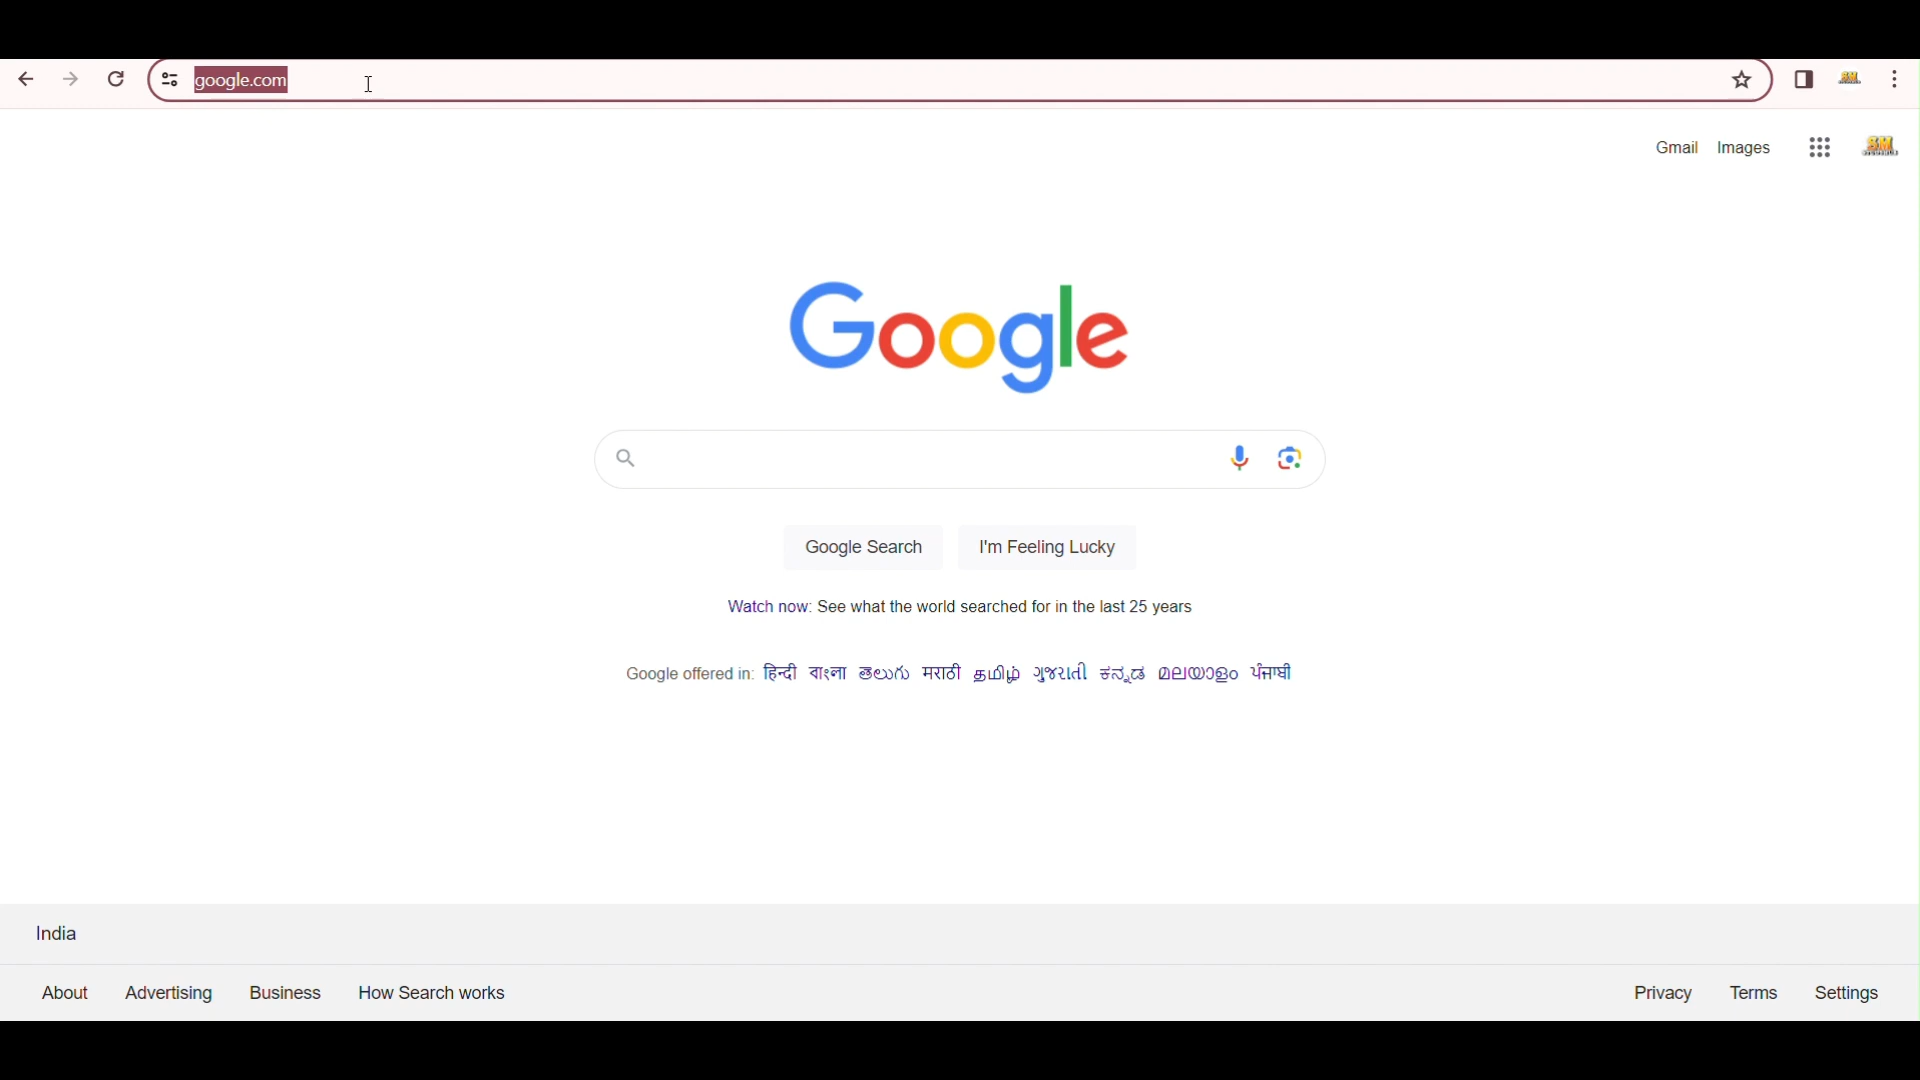 google.com
Gmail Images
Google
Google Search I'm Feeling Lucky
Watch now: See what the world searched for in the last 25 years
Google offered in: हिन्दी বাংলা తెలుగు मराठी தமிழ் ગુજરાતી ಕನ್ನಡ മലയാളം ਪੰਜਾਬੀ
India
About Advertising Business How Search works Privacy Terms Settings